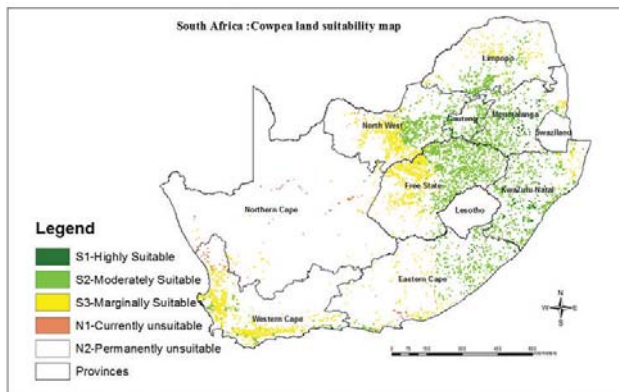 South Africa :Cowpea land suitability map
Limpopo
North West
Gauteng
Mpumalanga
Swaziland
Free State
KwaZulu-Natal
Lesotho
Northern Cape
Eastern Cape
Western Cape
Legend
S1-Highly Suitable
S2-Moderately Suitable
S3-Marginally Suitable
N1-Currently unsuitable
N2-Permanently unsuitable
Provinces
N
W E
S